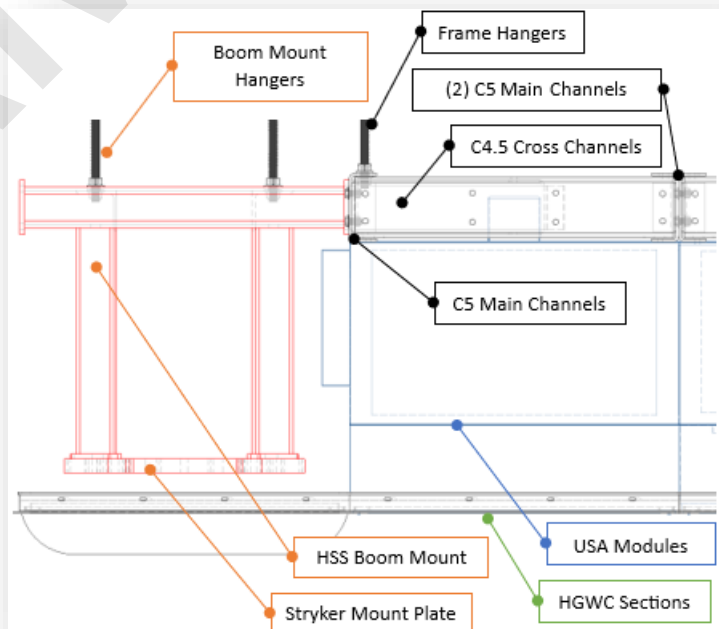 Boom Mount
Hangers
Frame Hangers
(2) C5 Main Channels
C4.5 Cross Channels
C5 Main Channels
HSS Boom Mount
USA Modules
Stryker Mount Plate
HGWC Sections